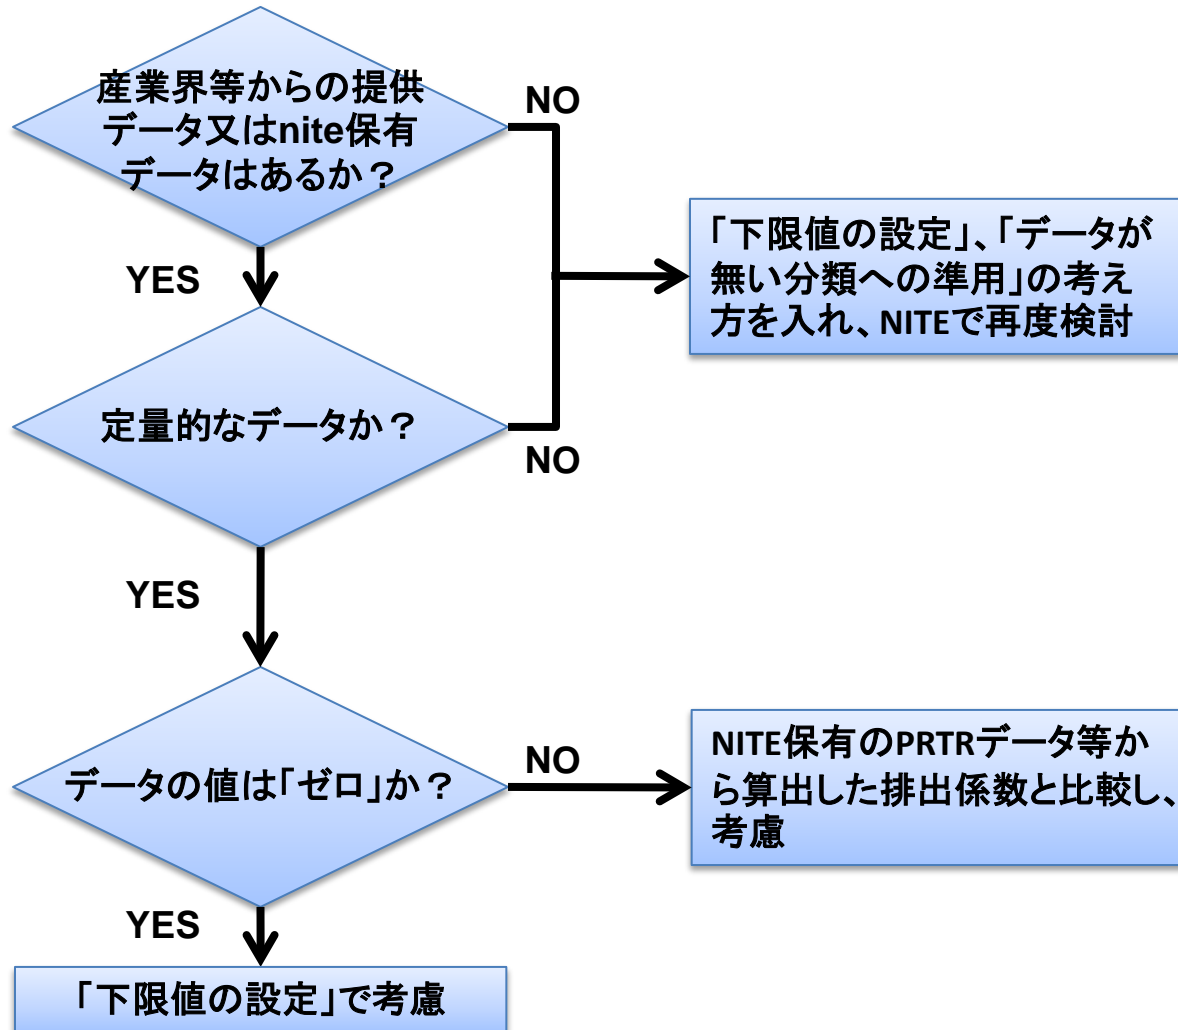 産業界等からの提供
データ又はnite保有
データはあるか？
NO
YES
「下限値の設定」、「データが
無い分類への準用」の考え
方を入れ、NITEで再度検討
定量的なデータか？
NO
YES
データの値は「ゼロ」か？
NO
NITE保有のPRTRデータ等か
ら算出した排出係数と比較し、
考慮
YES
「下限値の設定」で考慮